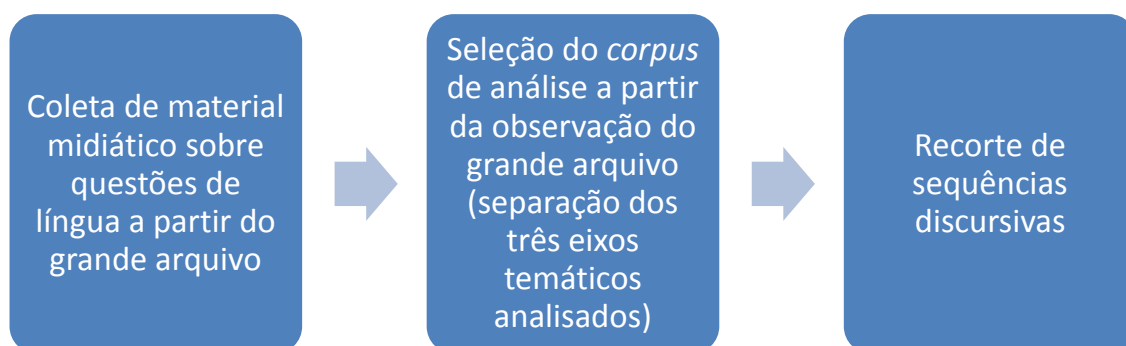 Coleta de material
midiático sobre
questões de
língua a partir do
grande arquivo
Seleção do corpus
de análise a partir
da observação do
grande arquivo
(separação dos
três eixos
temáticos
analisados)
Recorte de
sequências
discursivas